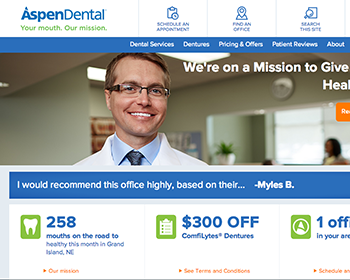 AspenDental
Your mouth. Our mission.
SCHEDULE AN
APPOINTMENT
FIND AN
OFFICE
SEARCH
THIS SITE
Dental Services Dentures Pricing & Offers Patient Reviews About
We're on a Mission to Give
Heal
Rea
I would recommend this office highly, based on their... -Myles B.
258
mouths on the road to
healthy this month in Grand
Island, NE
▸ Our mission
$300 OFF
ComfiLytes® Dentures
▸ See Terms and Conditions
1 offi
in your are
▸ Find